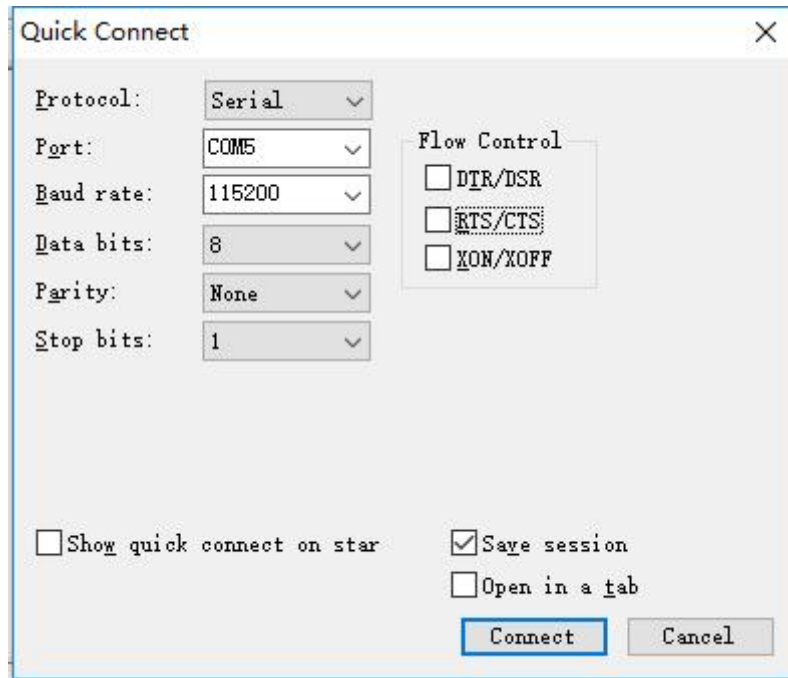 Quick Connect
Protocol: Serial
Port: COM5
Baud rate: 115200
Data bits: 8
Parity: None
Stop bits: 1
Flow Control
DTR/DSR
RTS/CTS
XON/XOFF
Show quick connect on star
Save session
Open in a tab
Connect Cancel